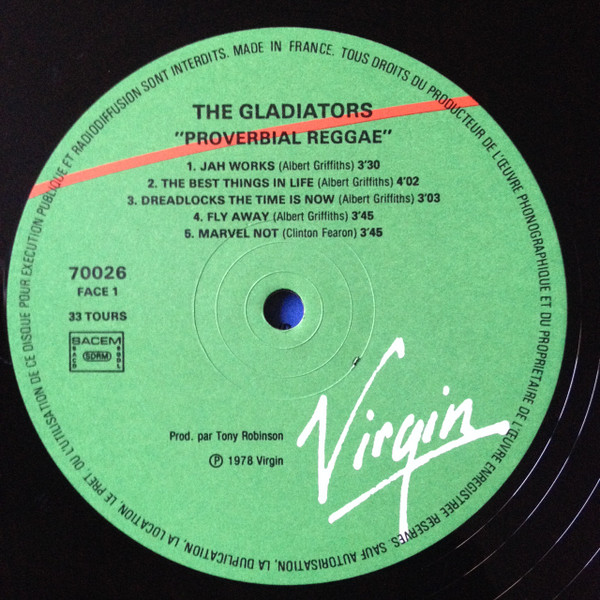 THE GLADIATORS
"PROVERBIAL REGGAE"
1. JAH WORKS (Albert Griffiths) 3'30
2. THE BEST THINGS IN LIFE (Albert Griffiths) 4'02
3. DREADLOCKS THE TIME IS NOW (Albert Griffiths) 3'03
4. FLY AWAY (Albert Griffiths) 3'45
5. MARVEL NOT (Clinton Fearon) 3'45
70026
FACE 1
33 TOURS
SACEM
SACD
SDRM
SGDL
Prod. par Tony Robinson
℗ 1978 Virgin
Virgin
MADE IN FRANCE. TOUS DROITS DU PRODUCTEUR DE L'ŒUVRE PHONOGRAPHIQUE ET DU PROPRIETAIRE DE L'ŒUVRE ENREGISTREE RESERVES. SAUF AUTORISATION, LA DUPLICATION, LA LOCATION, LE PRET, OU L'UTILISATION DE CE DISQUE POUR EXECUTION PUBLIQUE ET RADIODIFFUSION SONT INTERDITS.